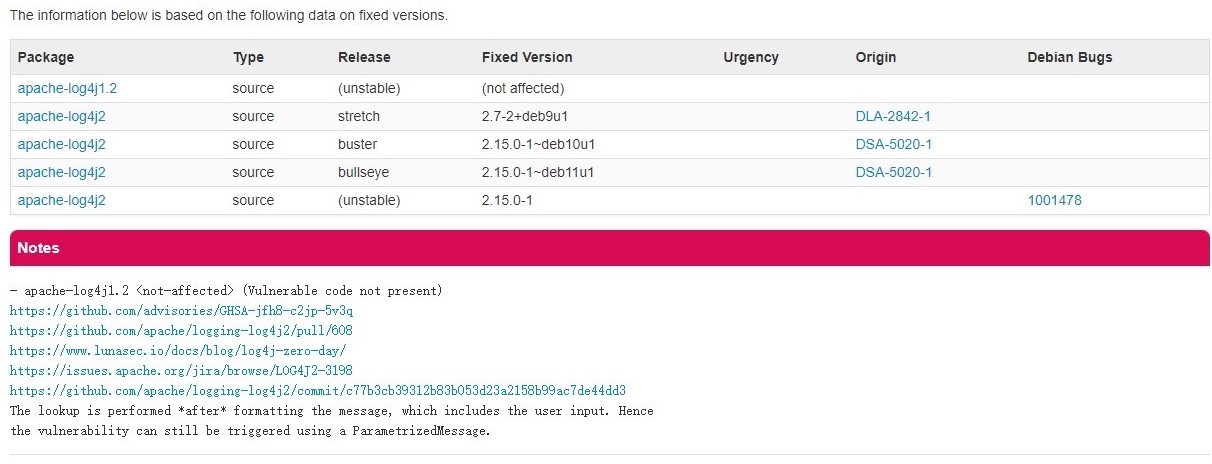 The information below is based on the following data on fixed versions.
Package Type Release Fixed Version Urgency Origin Debian Bugs
apache-log4j1.2 source (unstable) (not affected)
apache-log4j2 source stretch 2.7-2+deb9u1 DLA-2842-1
apache-log4j2 source buster 2.15.0-1~deb10u1 DSA-5020-1
apache-log4j2 source bullseye 2.15.0-1~deb11u1 DSA-5020-1
apache-log4j2 source (unstable) 2.15.0-1 1001478
Notes
- apache-log4j1.2 <not-affected> (Vulnerable code not present)
https://github.com/advisories/GHSA-jfh8-c2jp-5v3q
https://github.com/apache/logging-log4j2/pull/608
https://www.lunasec.io/docs/blog/log4j-zero-day/
https://issues.apache.org/jira/browse/LOG4J2-3198
https://github.com/apache/logging-log4j2/commit/c77b3cb39312b83b053d23a2158b99ac7de44dd3
The lookup is performed *after* formatting the message, which includes the user input. Hence
the vulnerability can still be triggered using a ParametrizedMessage.